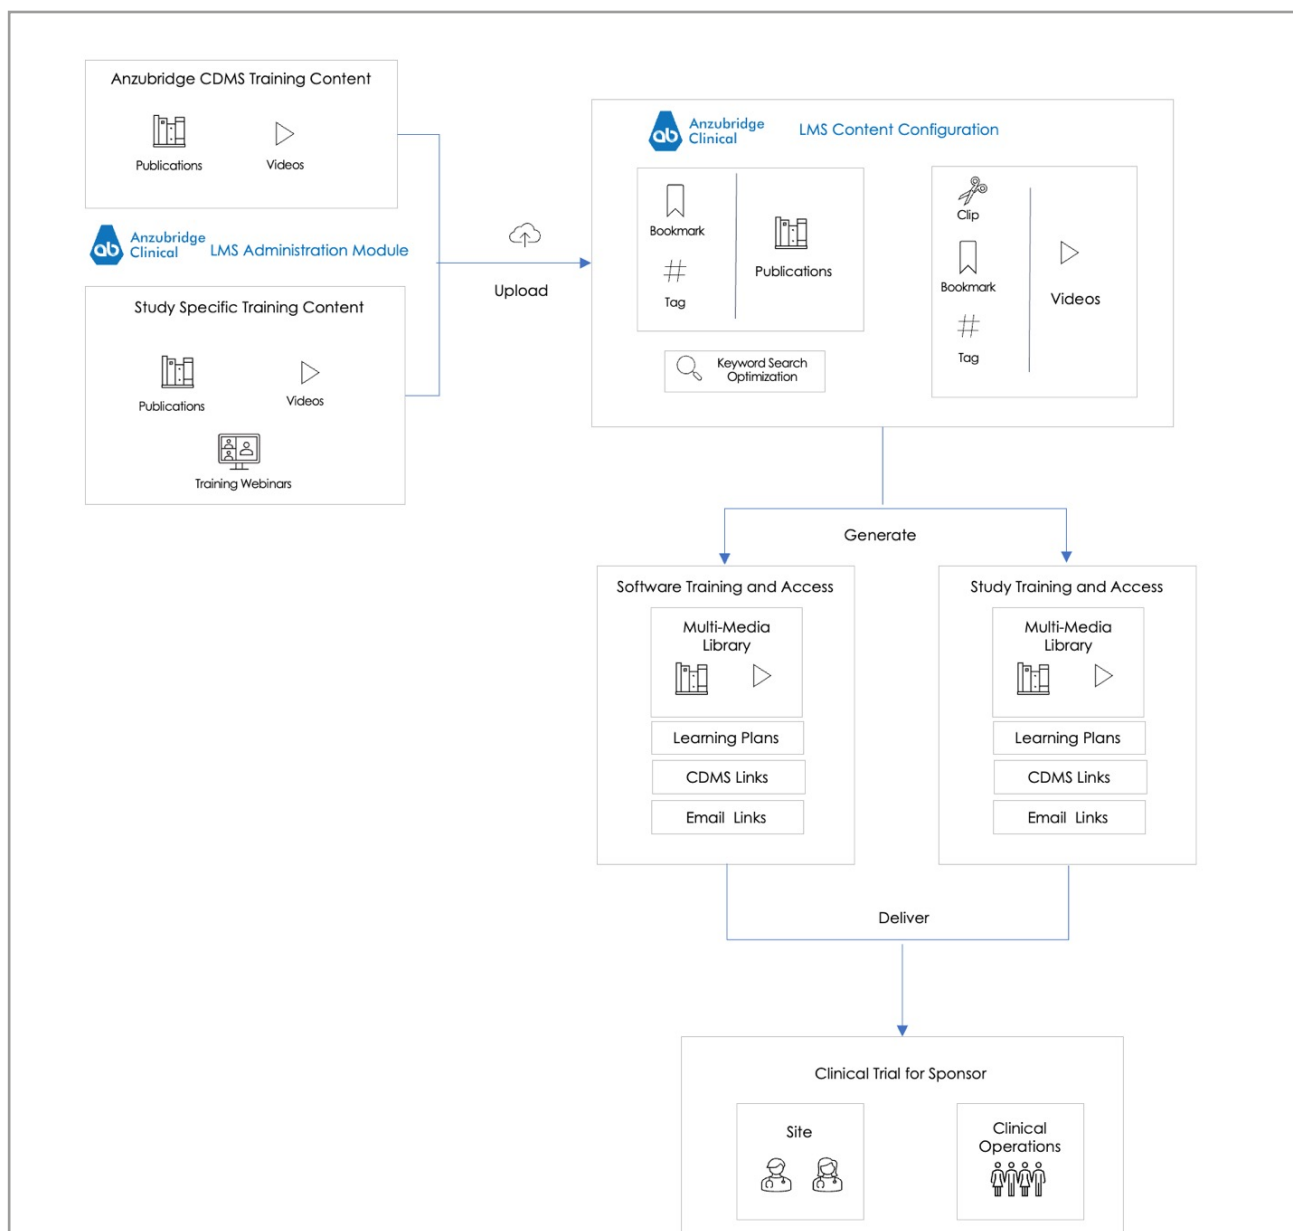 Anzubridge CDMS Training Content
Publications
Videos
ab Anzubridge
Clinical
LMS Administration Module
Study Specific Training Content
Publications
Videos
Training Webinars
Upload
ab Anzubridge
Clinical
LMS Content Configuration
Bookmark
#
Tag
Publications
Keyword Search
Optimization
Clip
Bookmark
#
Tag
Videos
Generate
Software Training and Access
Multi-Media
Library
Learning Plans
CDMS Links
Email Links
Study Training and Access
Multi-Media
Library
Learning Plans
CDMS Links
Email Links
Deliver
Clinical Trial for Sponsor
Site
Clinical
Operations